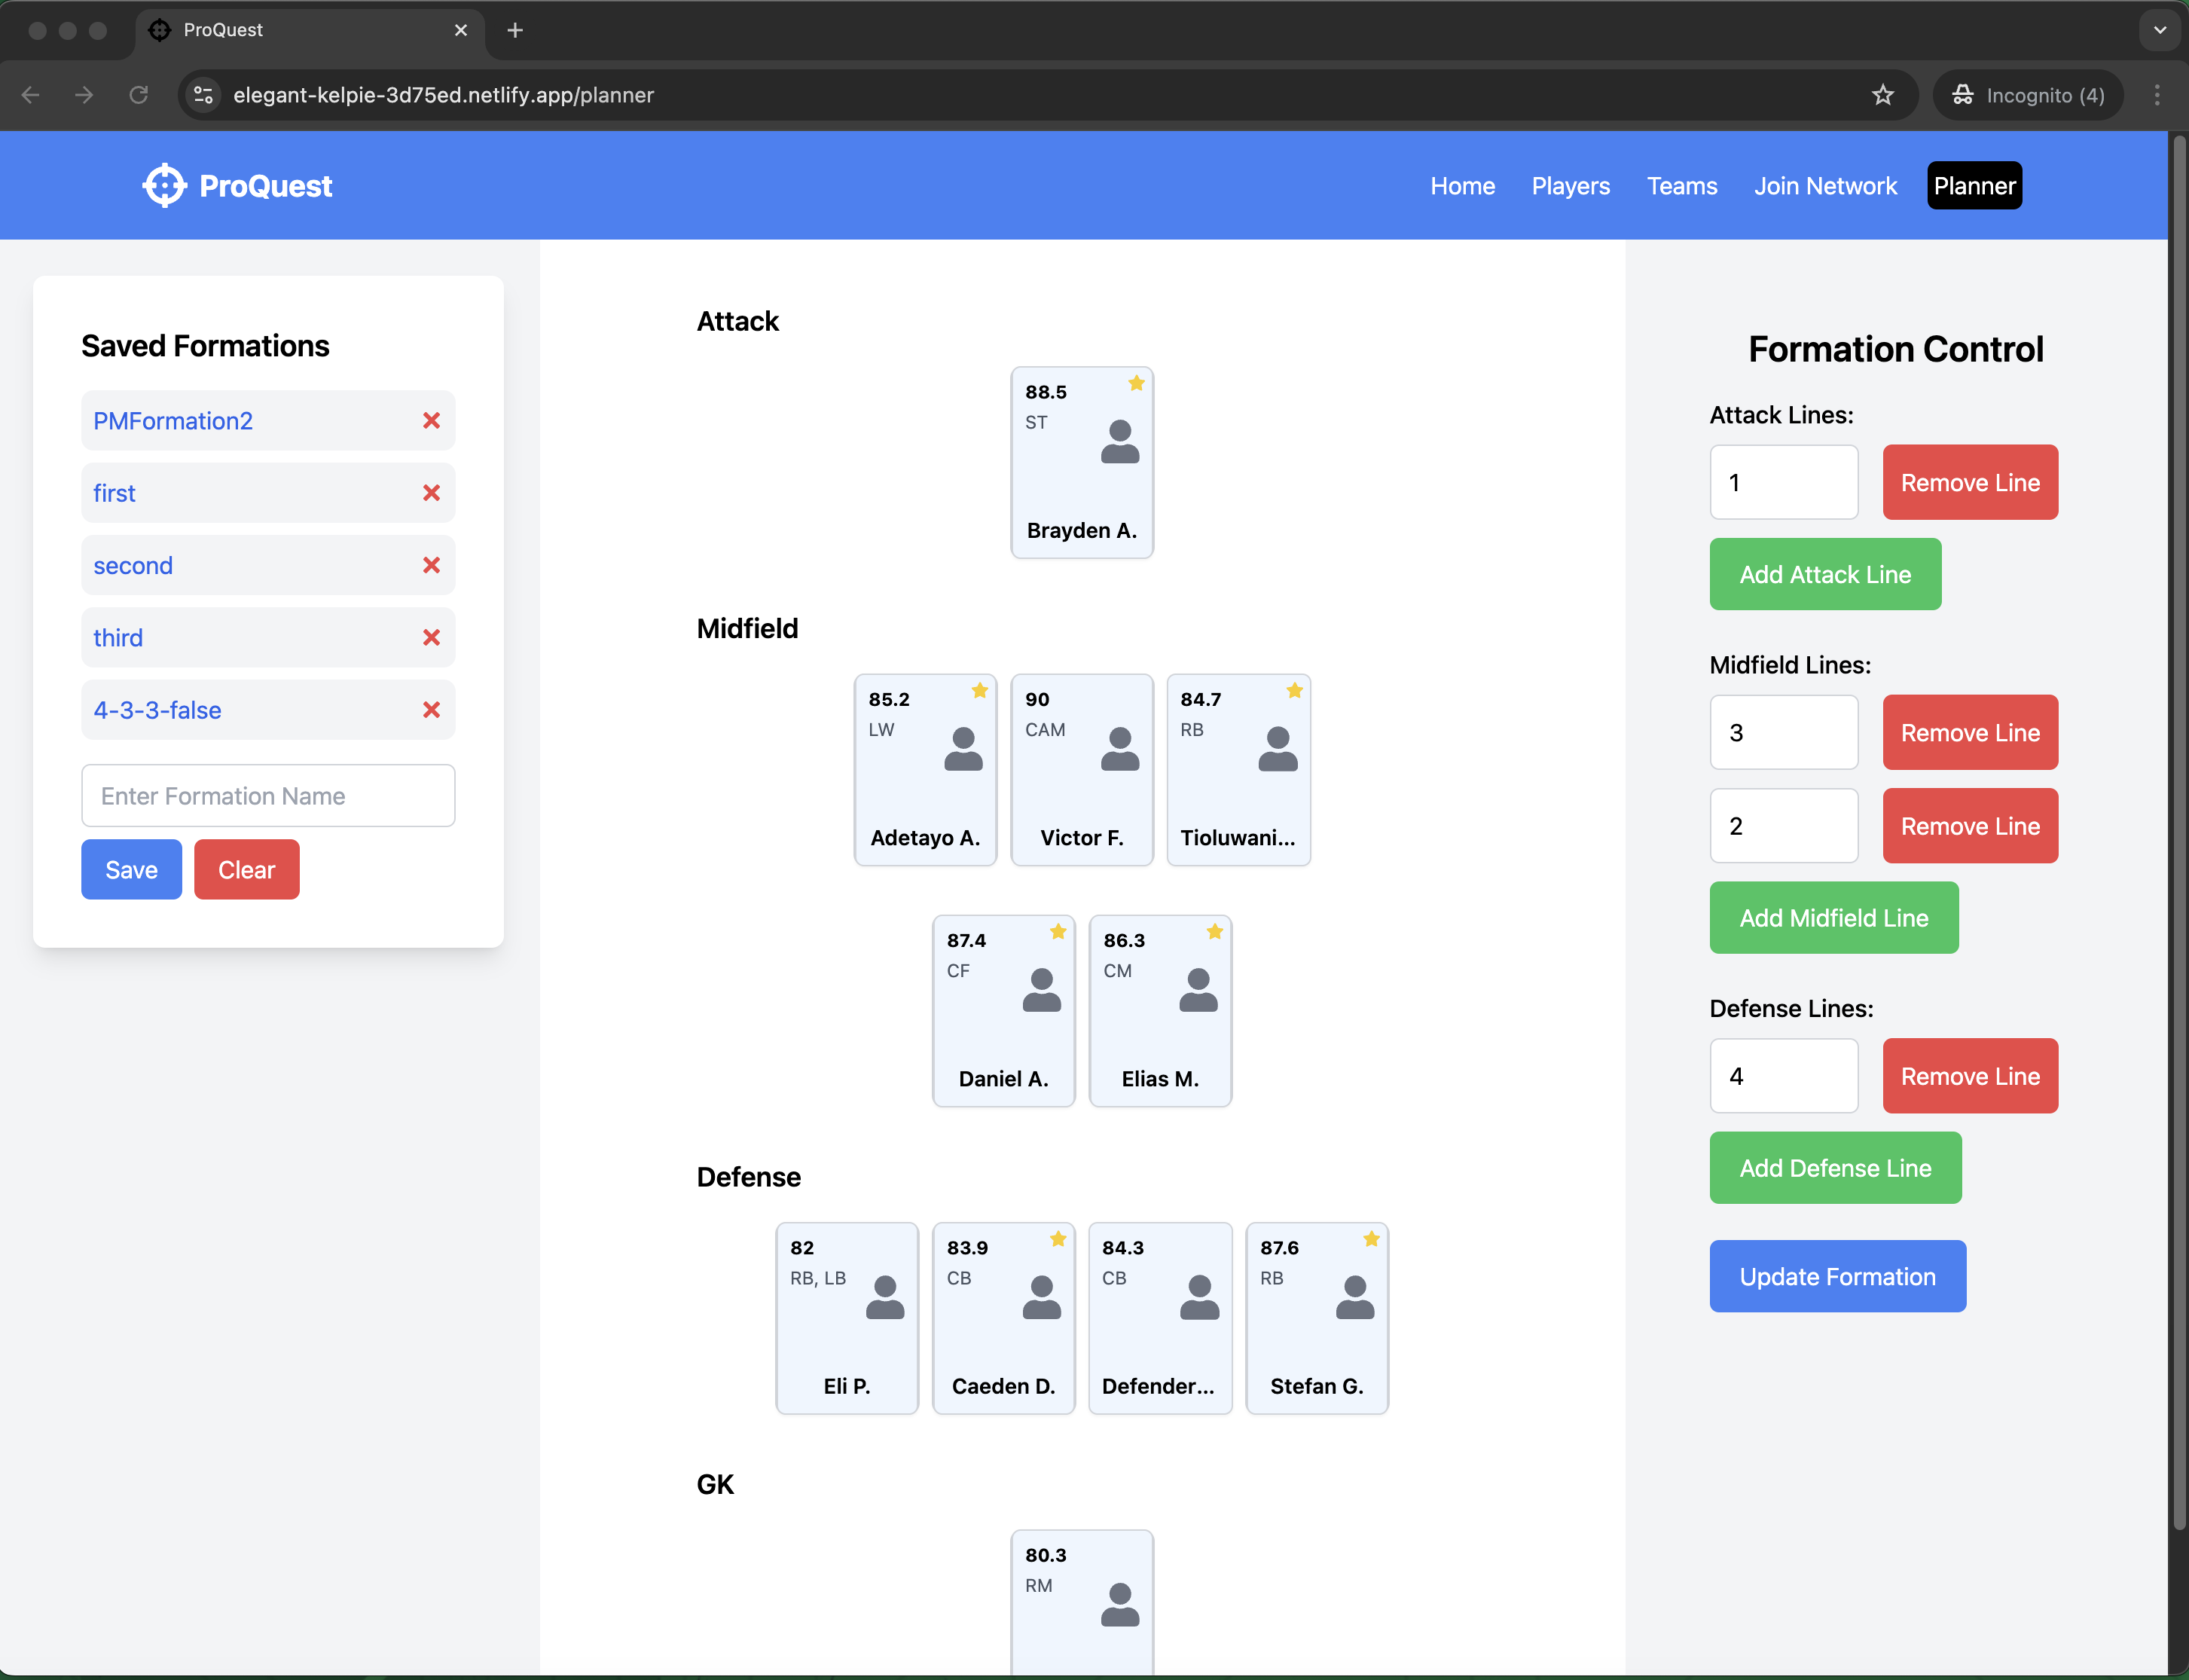 ProQuest
elegant-kelpie-3d75ed.netlify.app/planner
Incognito (4)
ProQuest
Home
Players
Teams
Join Network
Planner
Saved Formations
PMFormation2
first
second
third
4-3-3-false
Enter Formation Name
Save
Clear
Attack
88.5
ST
Brayden A.
Midfield
85.2
LW
Adetayo A.
90
CAM
Victor F.
84.7
RB
Tioluwani...
87.4
CF
Daniel A.
86.3
CM
Elias M.
Defense
82
RB, LB
Eli P.
83.9
CB
Caeden D.
84.3
CB
Defender...
87.6
RB
Stefan G.
GK
80.3
RM
Formation Control
Attack Lines:
1
Remove Line
Add Attack Line
Midfield Lines:
3
Remove Line
2
Remove Line
Add Midfield Line
Defense Lines:
4
Remove Line
Add Defense Line
Update Formation